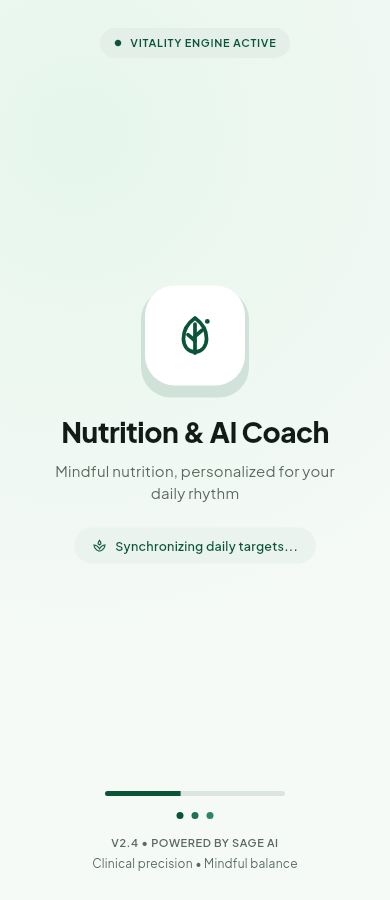 VITALITY ENGINE ACTIVE
Nutrition & AI Coach
Mindful nutrition, personalized for your
daily rhythm
Synchronizing daily targets...
V2.4 • POWERED BY SAGE AI
Clinical precision • Mindful balance